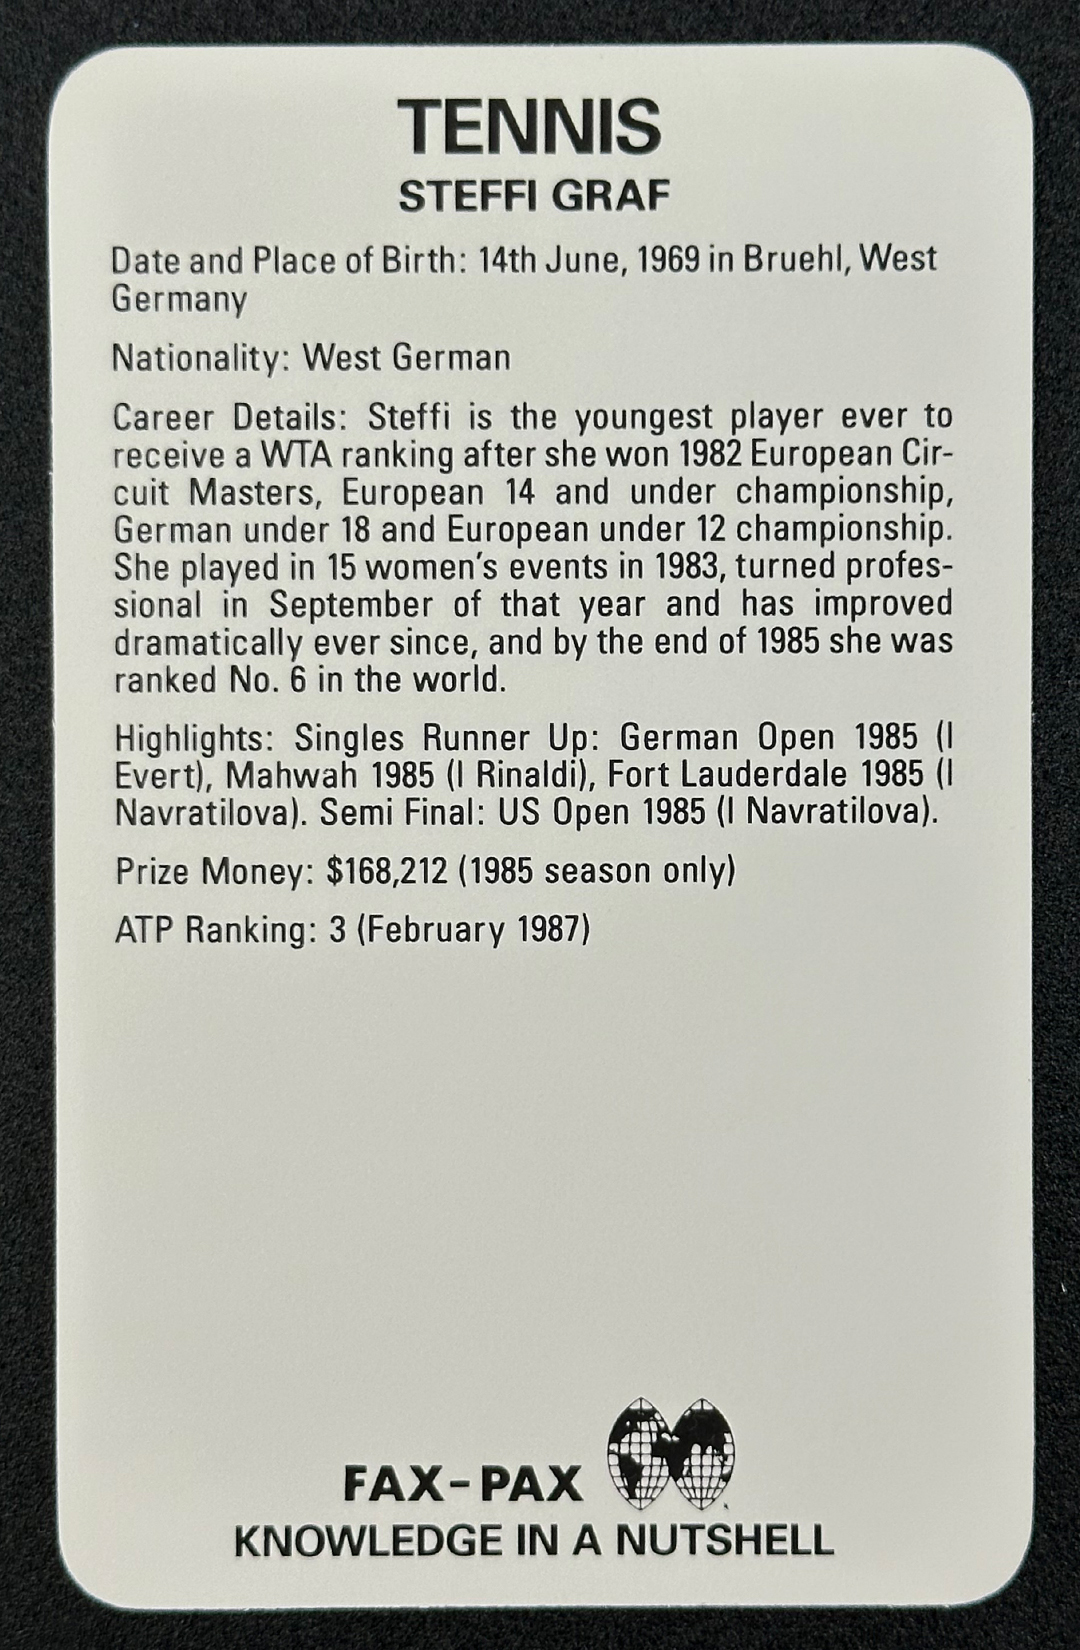 TENNIS
STEFFI GRAF
Date and Place of Birth: 14th June, 1969 in Bruehl, West
Germany
Nationality: West German
Career Details: Steffi is the youngest player ever to
receive a WTA ranking after she won 1982 European Cir-
cuit Masters, European 14 and under championship,
German under 18 and European under 12 championship.
She played in 15 women's events in 1983, turned profes-
sional in September of that year and has improved
dramatically ever since, and by the end of 1985 she was
ranked No. 6 in the world.
Highlights: Singles Runner Up: German Open 1985 (l
Evert), Mahwah 1985 (l Rinaldi), Fort Lauderdale 1985 (l
Navratilova). Semi Final: US Open 1985 (l Navratilova).
Prize Money: $168,212 (1985 season only)
ATP Ranking: 3 (February 1987)
FAX-PAX
KNOWLEDGE IN A NUTSHELL